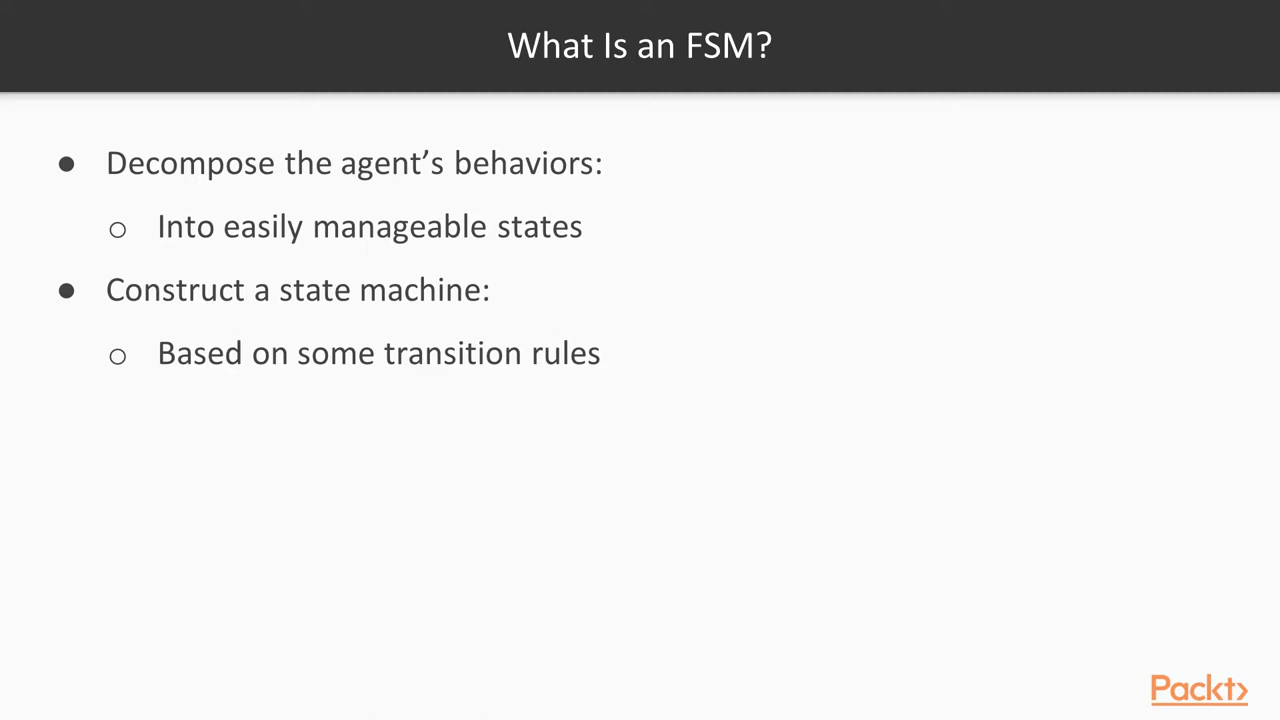 What Is an FSM?
● Decompose the agent’s behaviors:
○ Into easily manageable states
● Construct a state machine:
○ Based on some transition rules
Packt>